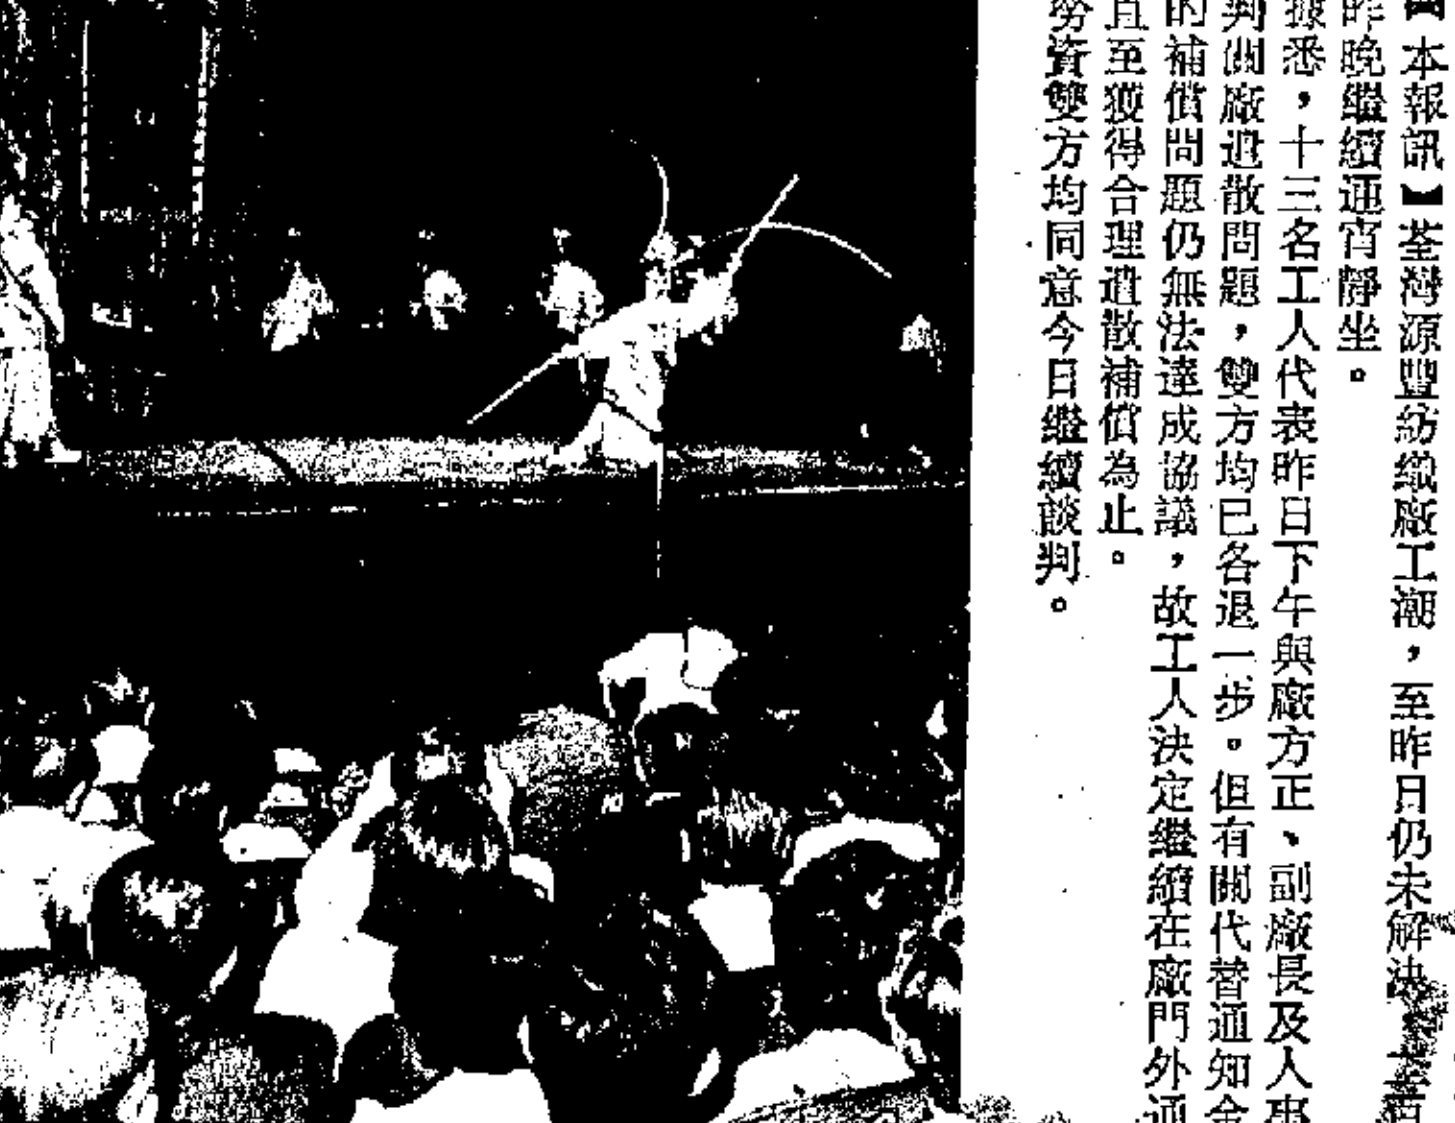 本報訊】荃灣源豐紡織廠工潮，至昨日仍未解決
昨晚繼續通宵靜坐。
據悉，十三名工人代表昨日下午與廠方正、副廠長及人事
判關廠遣散問題，雙方均已各退一步。但有關代替通知金
的補償問題仍無法達成協議，故工人決定繼續在廠門外通
直至獲得合理遣散補償為止。
勞資雙方均同意今日繼續談判。